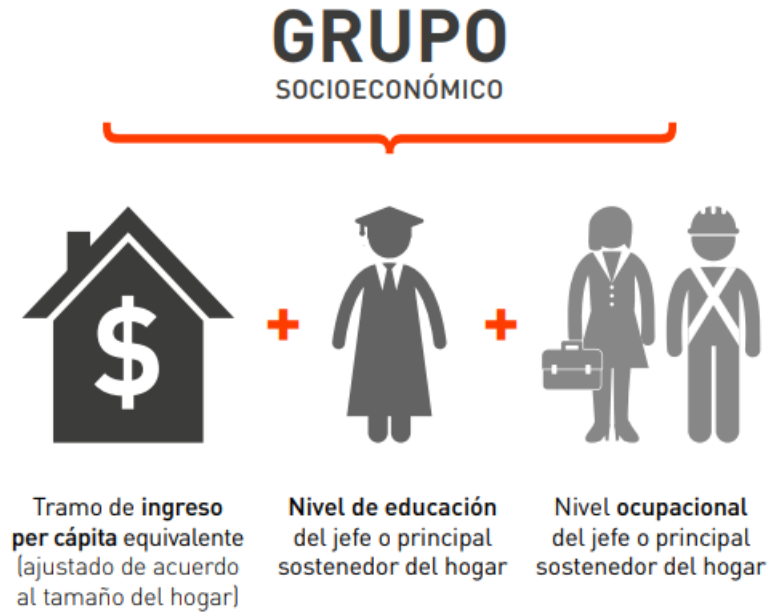 GRUPO
SOCIOECONÓMICO
$
+
+
Tramo de ingreso
per cápita equivalente
(ajustado de acuerdo
al tamaño del hogar)
Nivel de educación
del jefe o principal
sostenedor del hogar
Nivel ocupacional
del jefe o principal
sostenedor del hogar